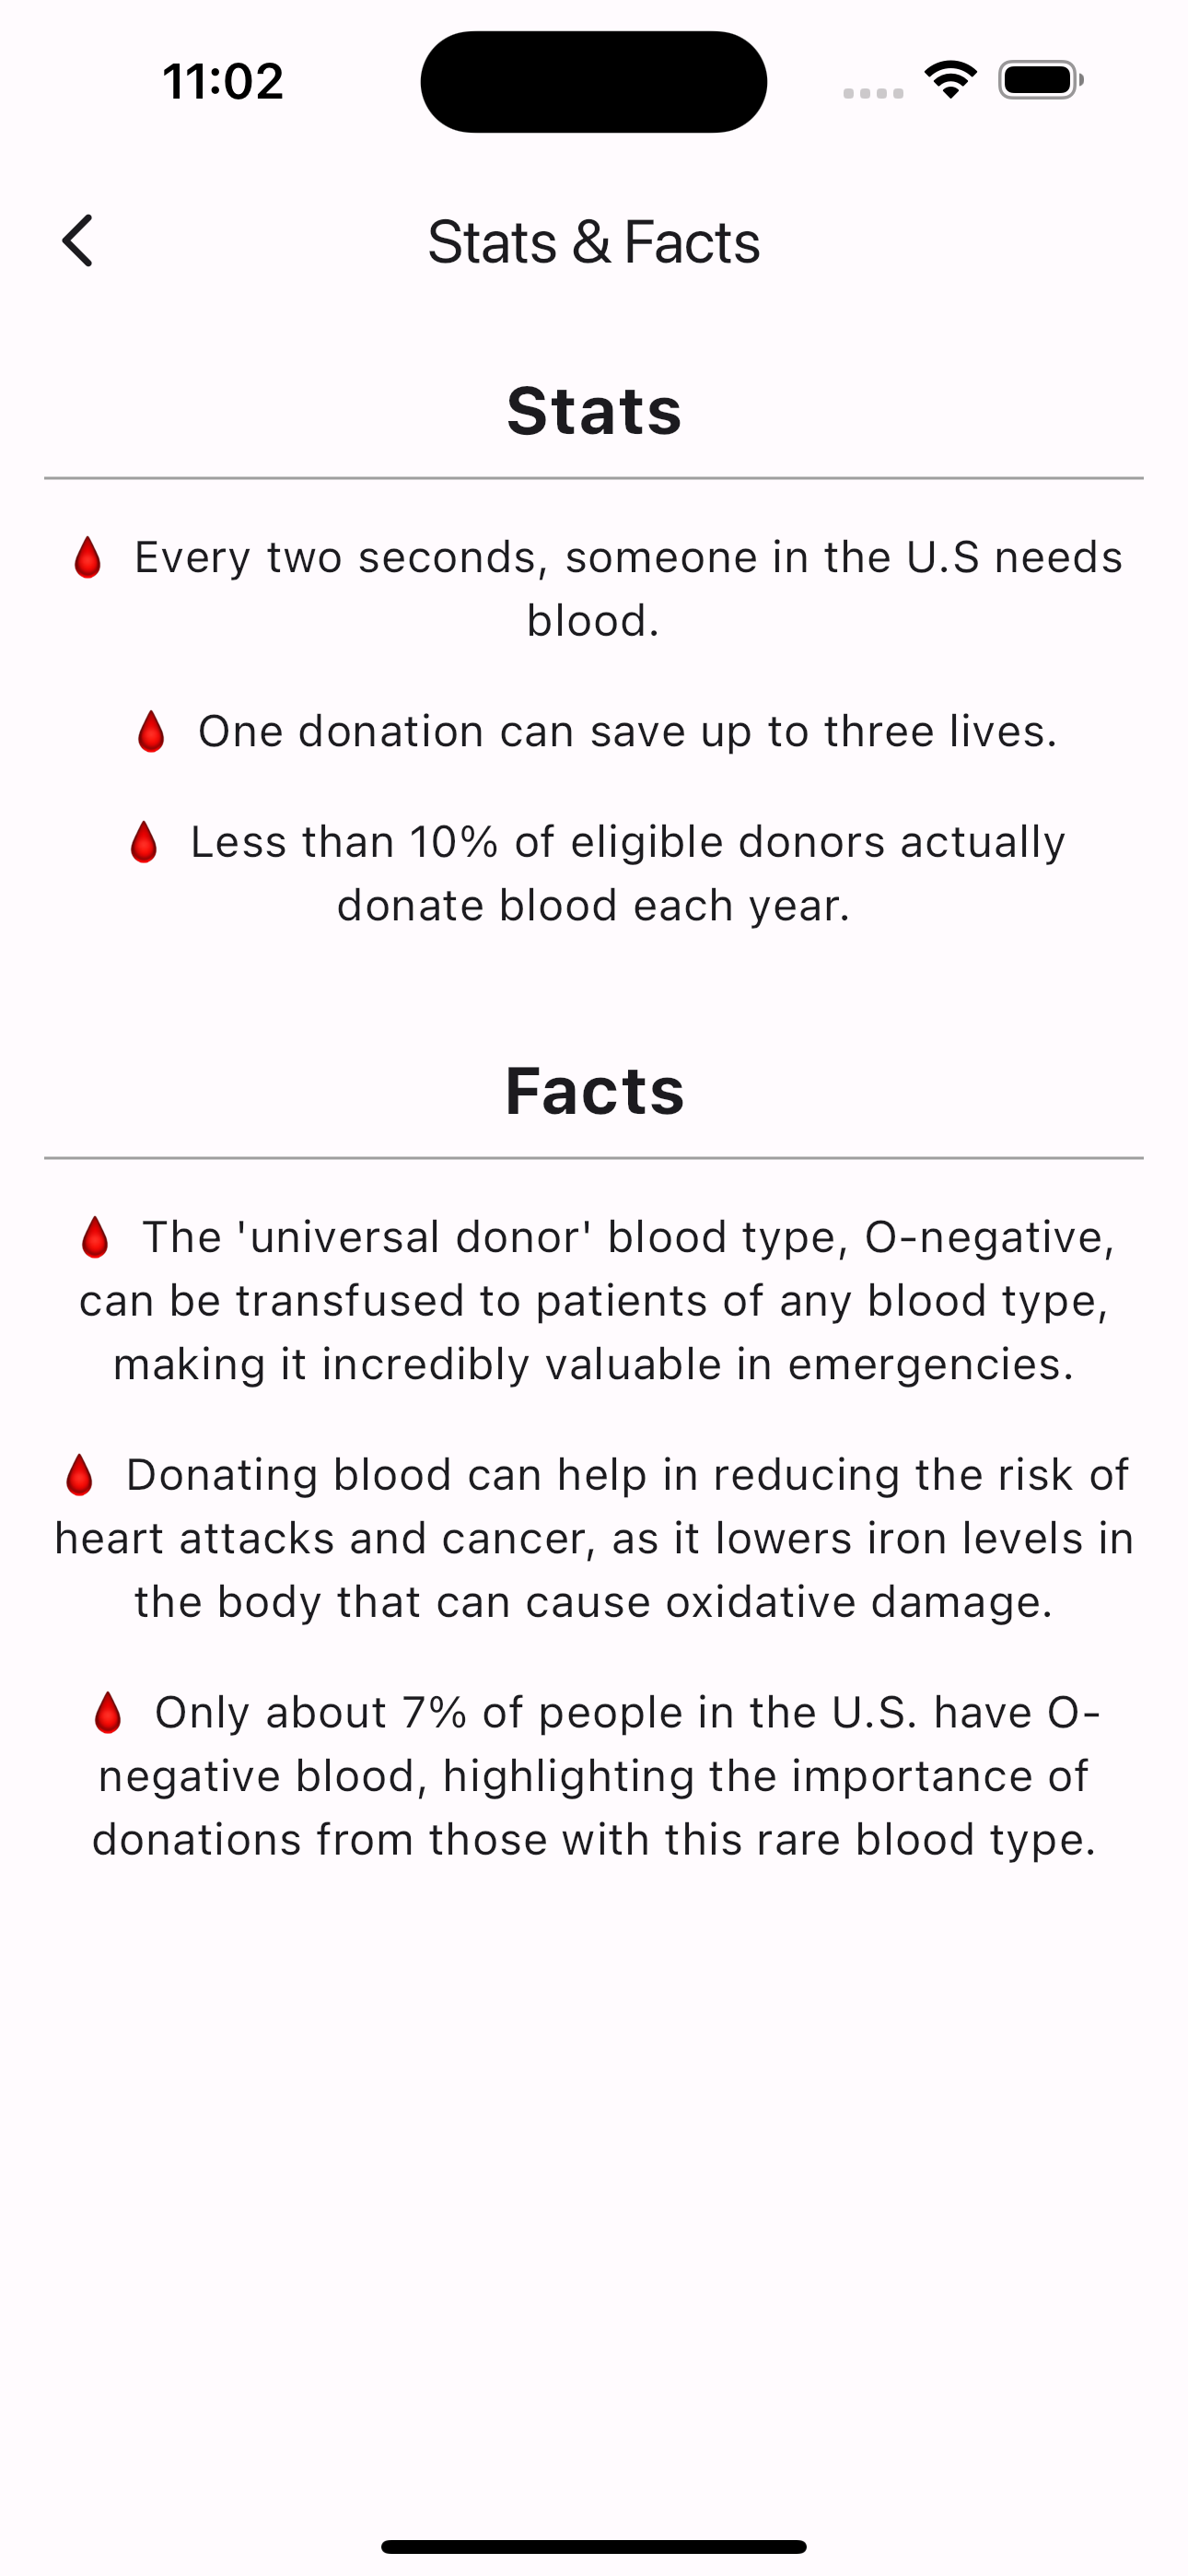 11:02
Stats & Facts
Stats
Every two seconds, someone in the U.S needs
blood.
One donation can save up to three lives.
Less than 10% of eligible donors actually
donate blood each year.
Facts
The 'universal donor' blood type, O-negative,
can be transfused to patients of any blood type,
making it incredibly valuable in emergencies.
Donating blood can help in reducing the risk of
heart attacks and cancer, as it lowers iron levels in
the body that can cause oxidative damage.
Only about 7% of people in the U.S. have O-
negative blood, highlighting the importance of
donations from those with this rare blood type.